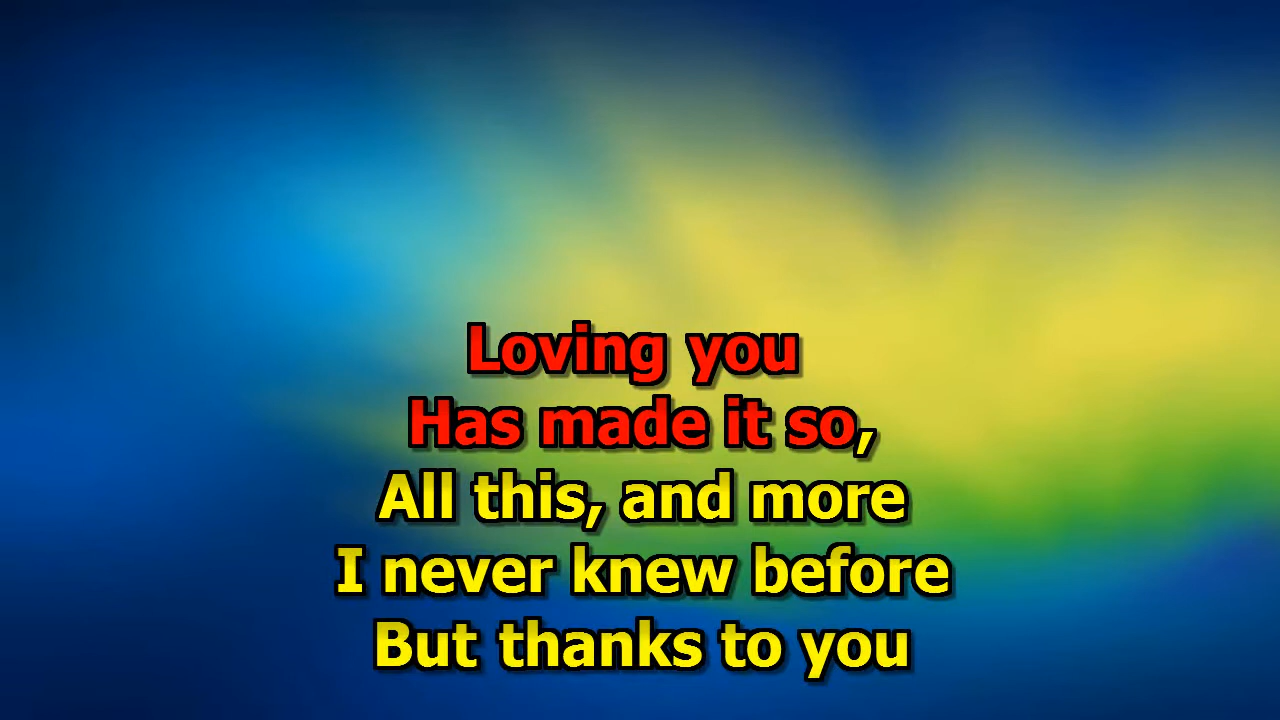 Loving you
Has made it so,
All this, and more
I never knew before
But thanks to you